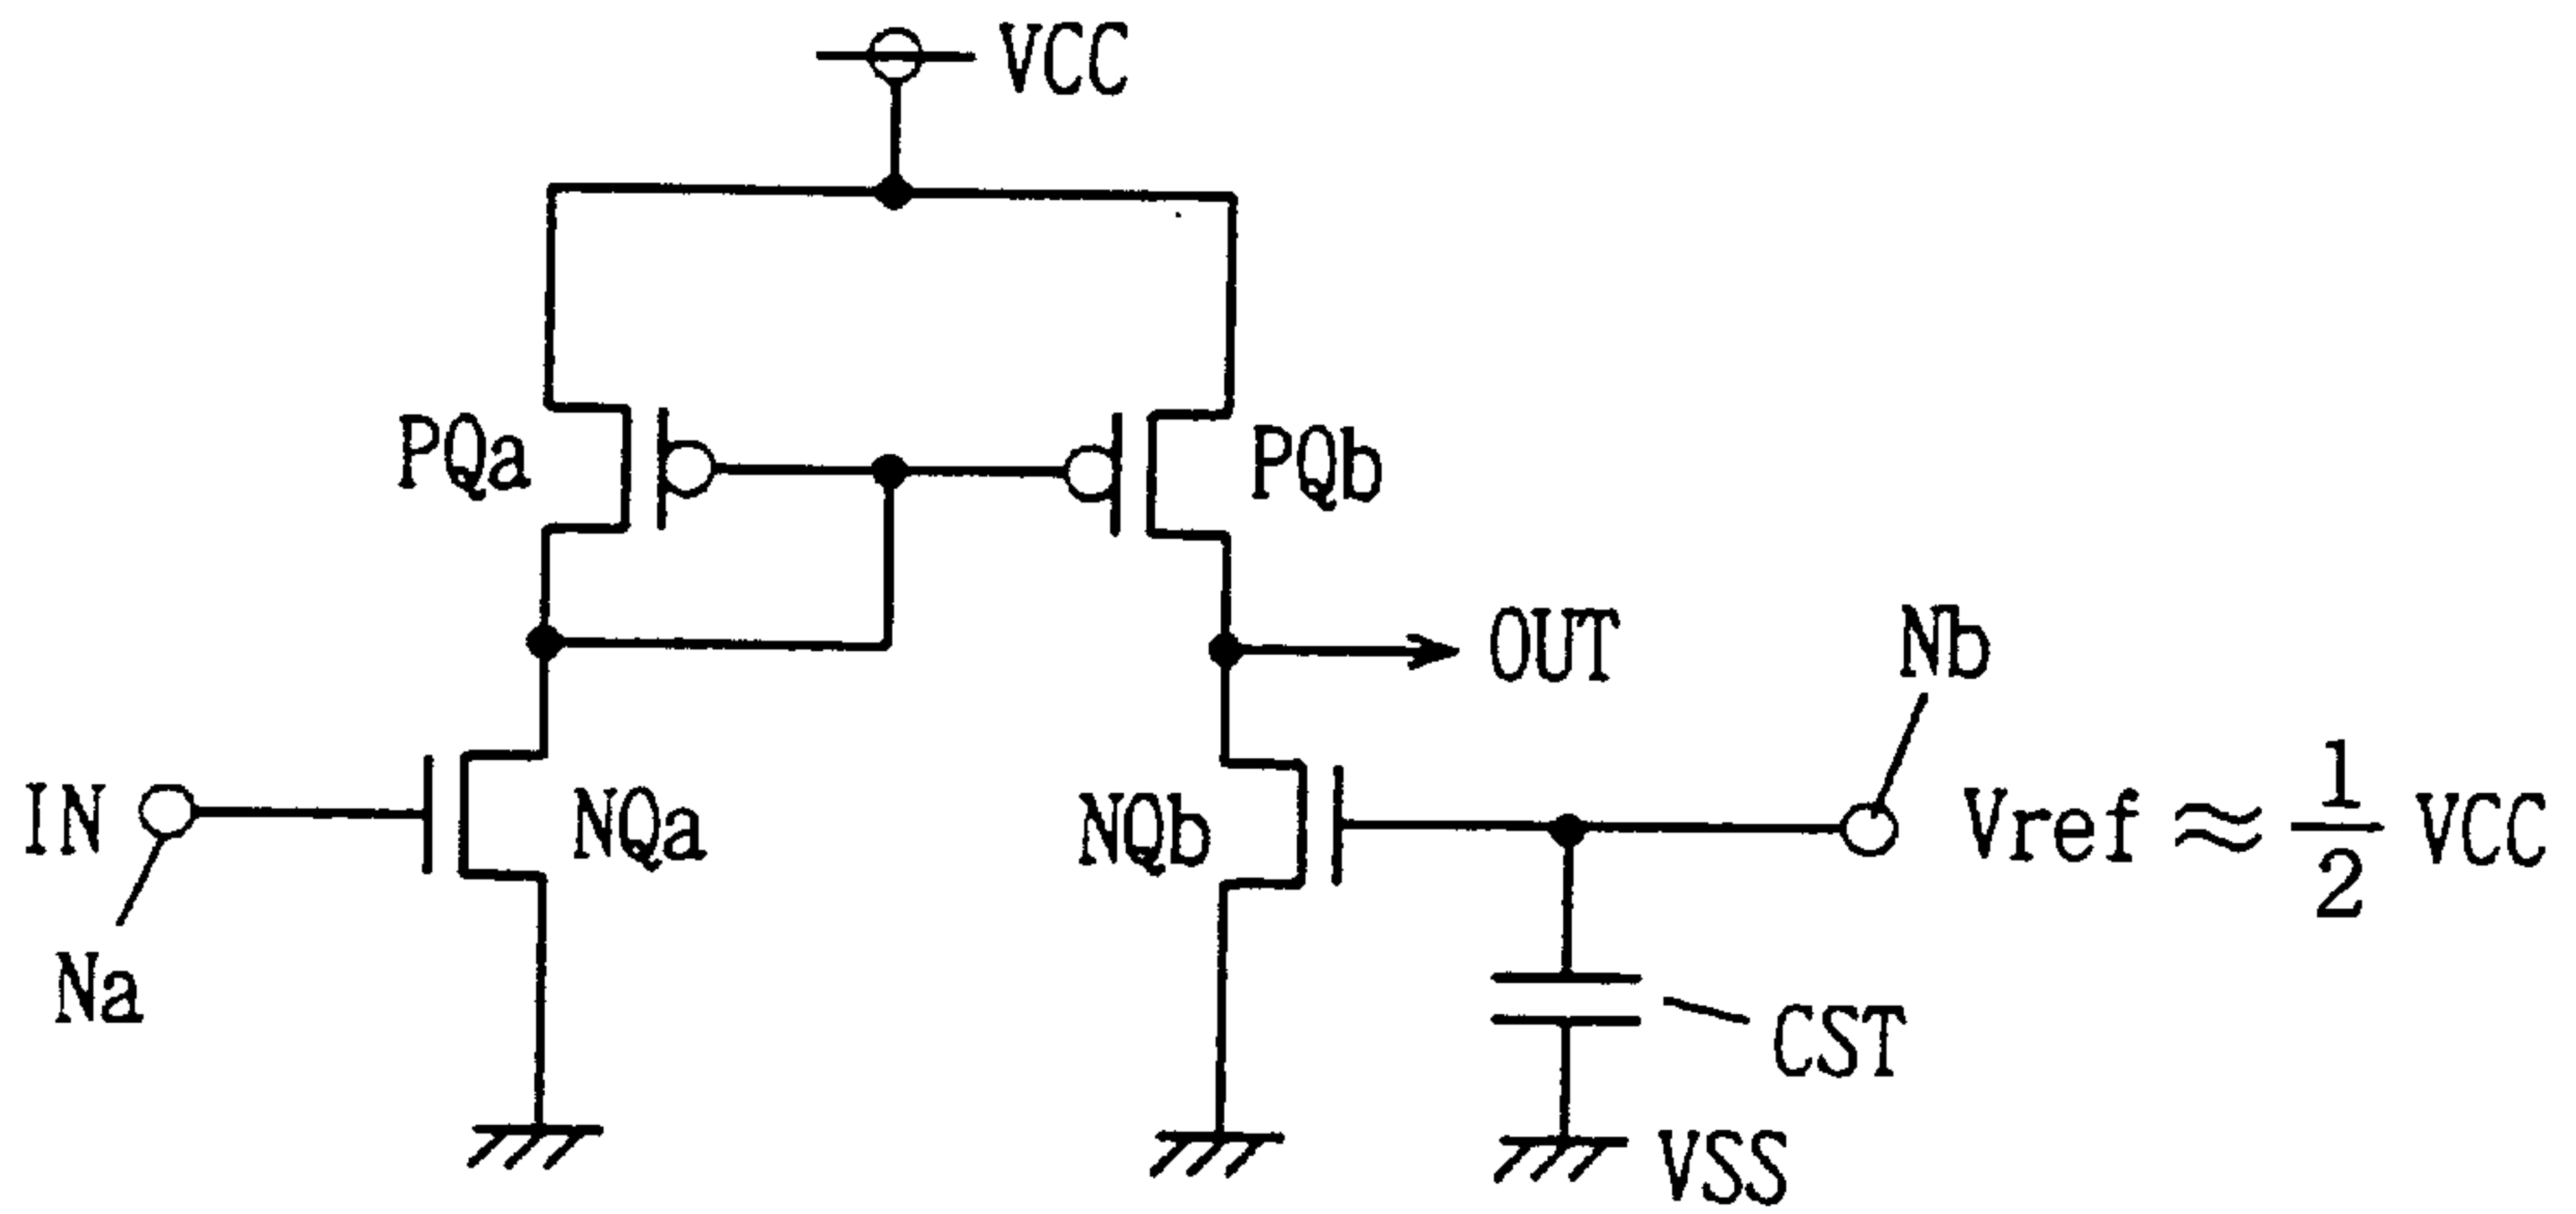 VCC
PQa
PQb
OUT
Nb
IN
NQa
NQb
Vref ≈ 1/2 VCC
Na
CST
VSS